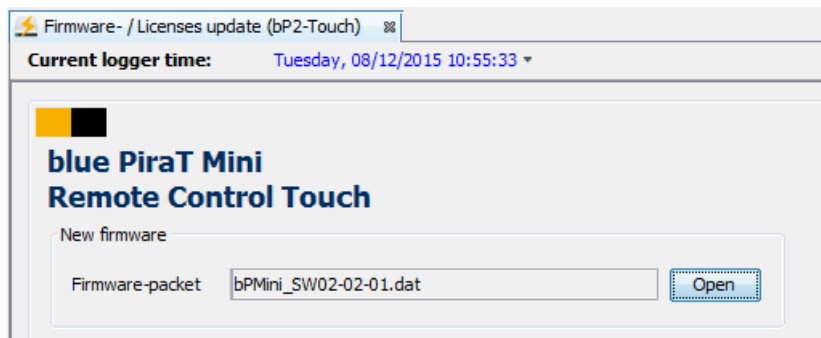 Firmware- / Licenses update (bP2-Touch)
Current logger time: Tuesday, 08/12/2015 10:55:33
blue PiraT Mini
Remote Control Touch
New firmware
Firmware-packet bPMini_SW02-02-01.dat Open